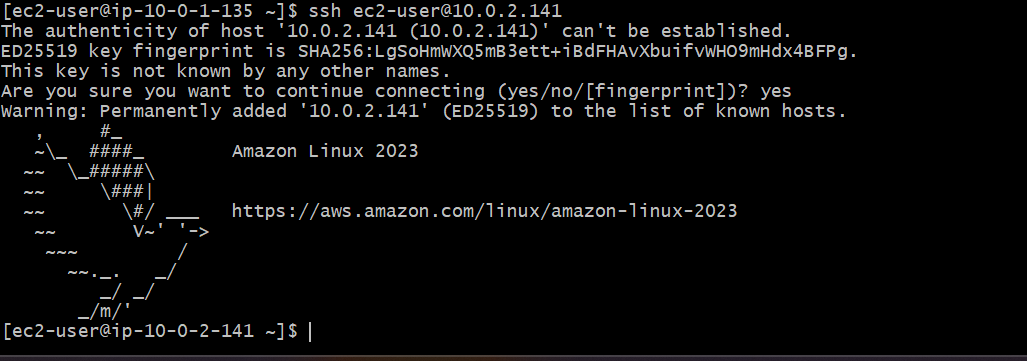 [ec2-user@ip-10-0-1-135 ~]$ ssh ec2-user@10.0.2.141
The authenticity of host '10.0.2.141 (10.0.2.141)' can't be established.
ED25519 key fingerprint is SHA256:LgSoHmWXQ5mB3ett+iBdFHAvXbuifvWHO9mHdx4BFPg.
This key is not known by any other names.
Are you sure you want to continue connecting (yes/no/[fingerprint])? yes
Warning: Permanently added '10.0.2.141' (ED25519) to the list of known hosts.
   ,     #_
   ~\_  ####_        Amazon Linux 2023
  ~~  \_#####\
  ~~     \###|
  ~~       \#/ ___   https://aws.amazon.com/linux/amazon-linux-2023
   ~~       V~' '->
    ~~~         /
      ~~._.   _/
         _/ _/
       _/m/'
[ec2-user@ip-10-0-2-141 ~]$